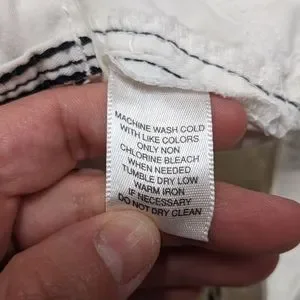 MACHINE WASH COLD
WITH LIKE COLORS
ONLY NON
CHLORINE BLEACH
WHEN NEEDED
TUMBLE DRY LOW
WARM IRON
IF NECESSARY
DO NOT DRY CLEAN